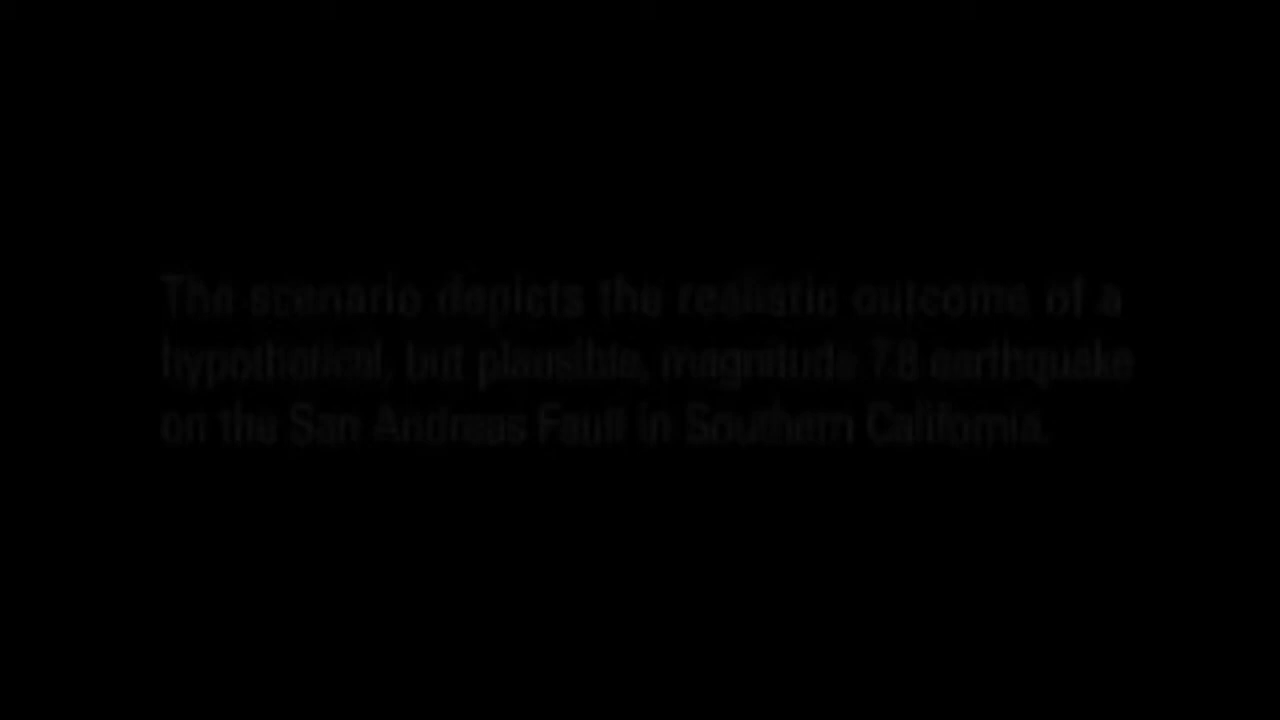 The scenario depicts the realistic outcome of a
hypothetical, but plausible, magnitude 7.8 earthquake
on the San Andreas Fault in Southern California.